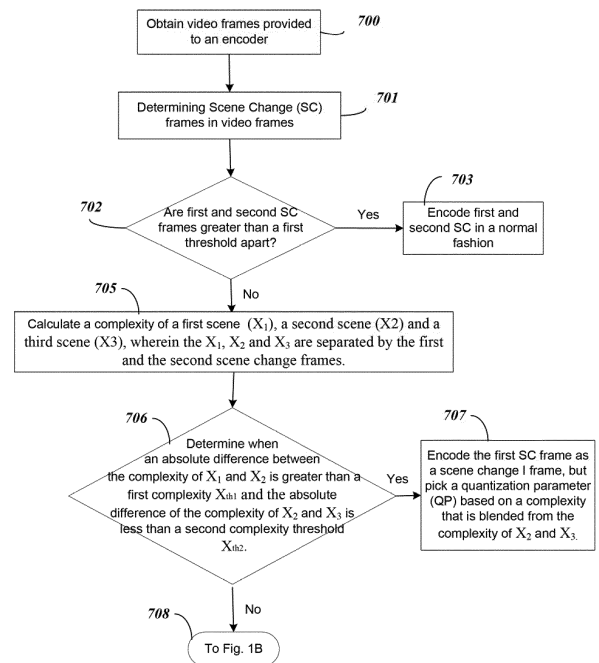 Obtain video frames provided
to an encoder
700
Determining Scene Change (SC)
frames in video frames
701
702
Are first and second SC
frames greater than a first
threshold apart?
Yes
703
Encode first and
second SC in a normal
fashion
No
705
Calculate a complexity of a first scene (X₁), a second scene (X2) and a
third scene (X3), wherein the X₁, X₂ and X₃ are separated by the first
and the second scene change frames.
706
Determine when
an absolute difference between
the complexity of X₁ and X₂ is greater than a
first complexity Xth1 and the absolute
difference of the complexity of X₂ and X₃ is
less than a second complexity threshold
Xth2.
Yes
707
Encode the first SC frame as
a scene change I frame, but
pick a quantization parameter
(QP) based on a complexity
that is blended from the
complexity of X₂ and X₃.
No
708
To Fig. 1B